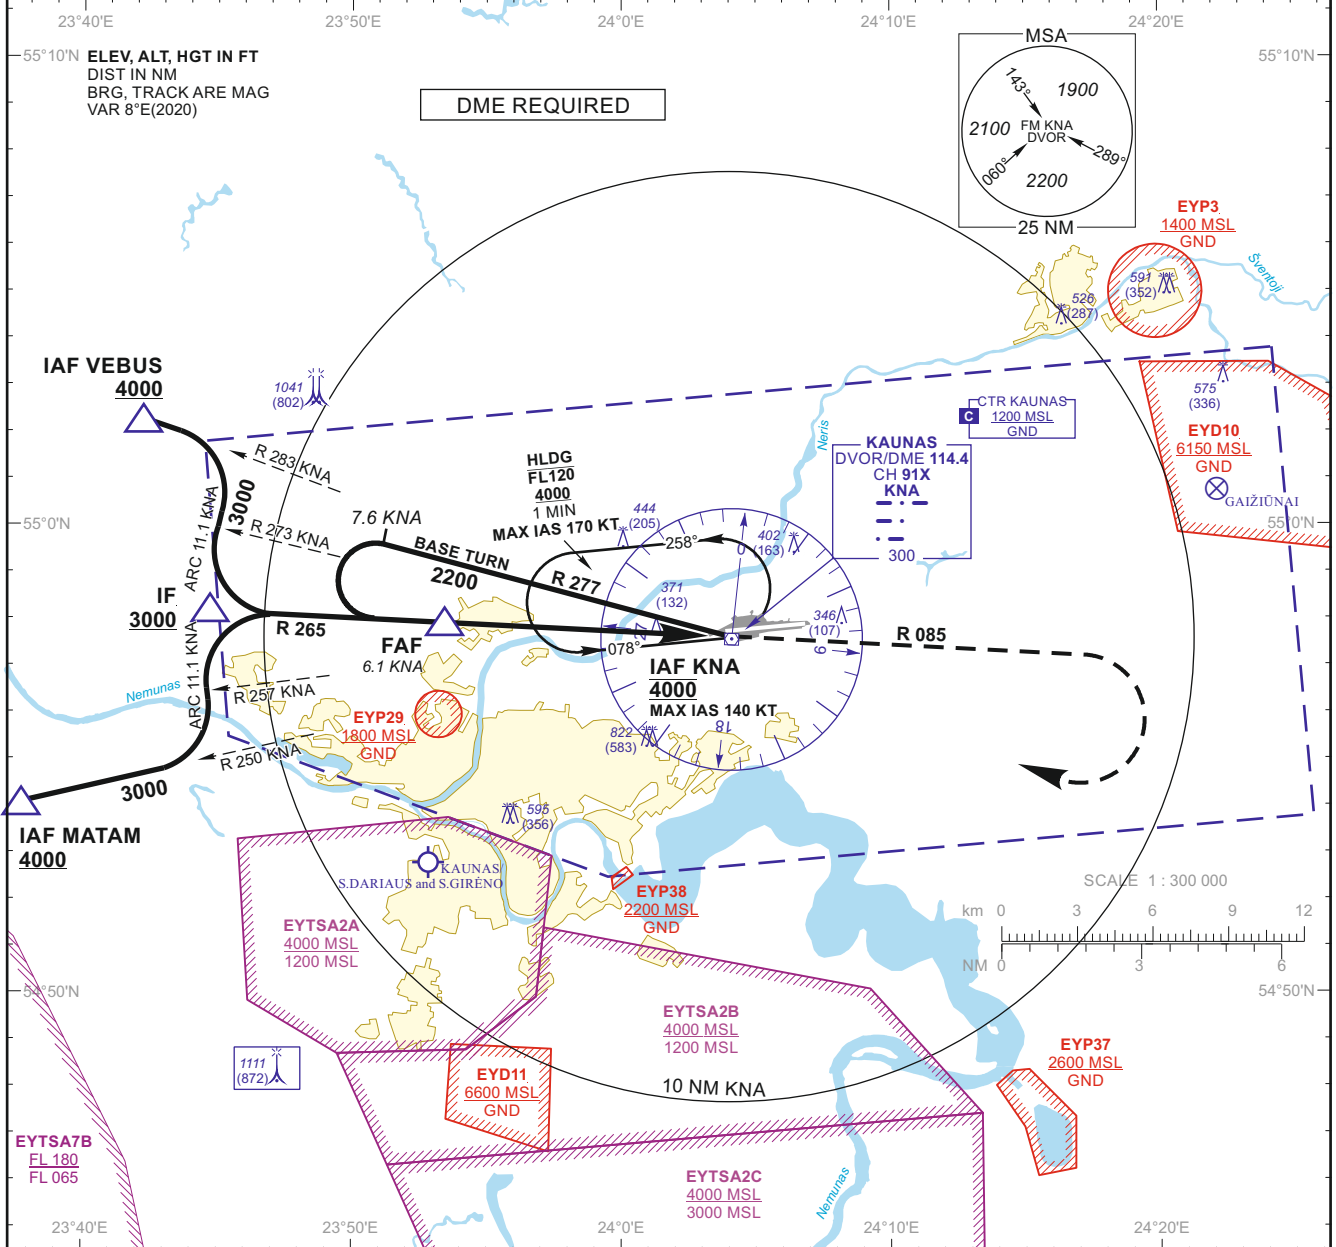 23°40'E
23°50'E
24°0'E
24°10'E
24°20'E
55°10'N
55°10'N
ELEV, ALT, HGT IN FT
DIST IN NM
BRG, TRACK ARE MAG
VAR 8°E(2020)
DME REQUIRED
MSA
143°
1900
2100
FM KNA
DVOR
060°
289°
2200
25 NM
EYP3
1400 MSL
GND
591
(352)
Šventoji
526
(287)
IAF VEBUS
4000
1041
(802)
575
(336)
CTR KAUNAS
C
1200 MSL
GND
EYD10
6150 MSL
GND
GAIŽIŪNAI
Neris
KAUNAS
DVOR/DME 114.4
CH 91X
KNA
300
R 283 KNA
HLDG
FL120
4000
1 MIN
MAX IAS 170 KT
3000
ARC 11.1 KNA
R 273 KNA
7.6 KNA
BASE TURN
2200
R 277
444
(205)
258°
402
(163)
0
55°0'N
55°0'N
371
(132)
346
(107)
27
9
18
IF
3000
R 265
FAF
6.1 KNA
078°
R 085
IAF KNA
4000
MAX IAS 140 KT
ARC 11.1 KNA
R 257 KNA
Nemunas
EYP29
1800 MSL
GND
822
(583)
R 250 KNA
3000
IAF MATAM
4000
595
(356)
KAUNAS
S.DARIAUS and S.GIRĖNO
EYP38
2200 MSL
GND
SCALE 1 : 300 000
km 0 3 6 9 12
NM 0 3 6
EYTSA2A
4000 MSL
1200 MSL
54°50'N
54°50'N
EYTSA2B
4000 MSL
1200 MSL
1111
(872)
EYD11
6600 MSL
GND
10 NM KNA
EYP37
2600 MSL
GND
EYTSA7B
FL 180
FL 065
EYTSA2C
4000 MSL
3000 MSL
Nemunas
23°40'E
23°50'E
24°0'E
24°10'E
24°20'E